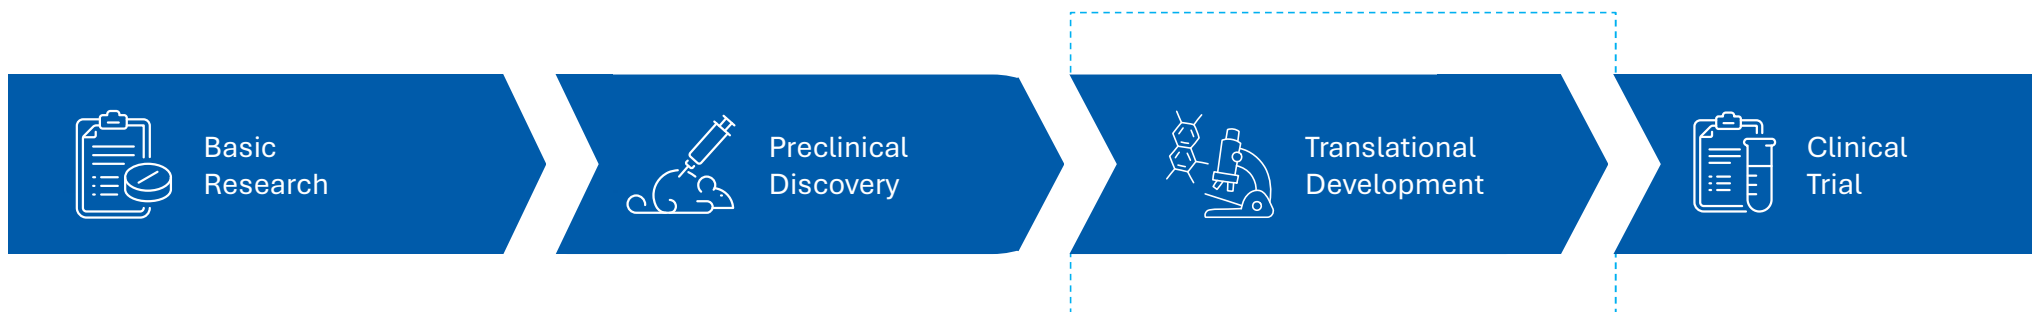 Basic
Research
Preclinical
Discovery
Translational
Development
Clinical
Trial